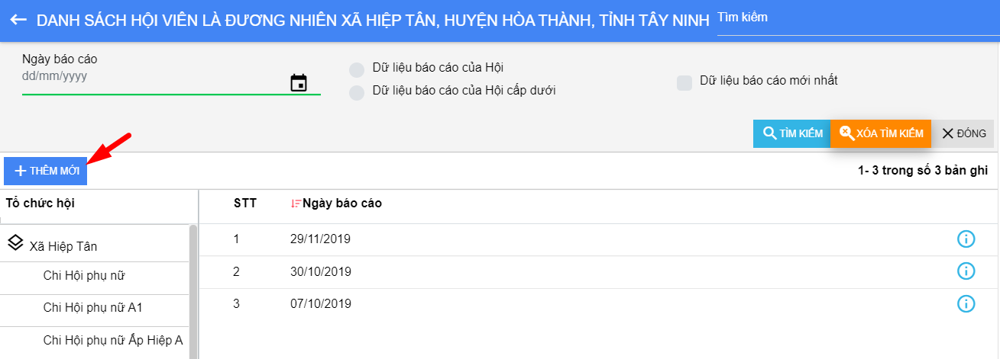 DANH SÁCH HỘI VIÊN LÀ ĐƯƠNG NHIÊN XÃ HIỆP TÂN, HUYỆN HÒA THÀNH, TỈNH TÂY NINH
Tìm kiếm
Ngày báo cáo
dd/mm/yyyy
Dữ liệu báo cáo của Hội
Dữ liệu báo cáo của Hội cấp dưới
Dữ liệu báo cáo mới nhất
TÌM KIẾM
XÓA TÌM KIẾM
ĐÓNG
THÊM MỚI
1- 3 trong số 3 bản ghi
Tổ chức hội
STT Ngày báo cáo
Xã Hiệp Tân
Chi Hội phụ nữ
Chi Hội phụ nữ A1
Chi Hội phụ nữ Ấp Hiệp A
1 29/11/2019
2 30/10/2019
3 07/10/2019